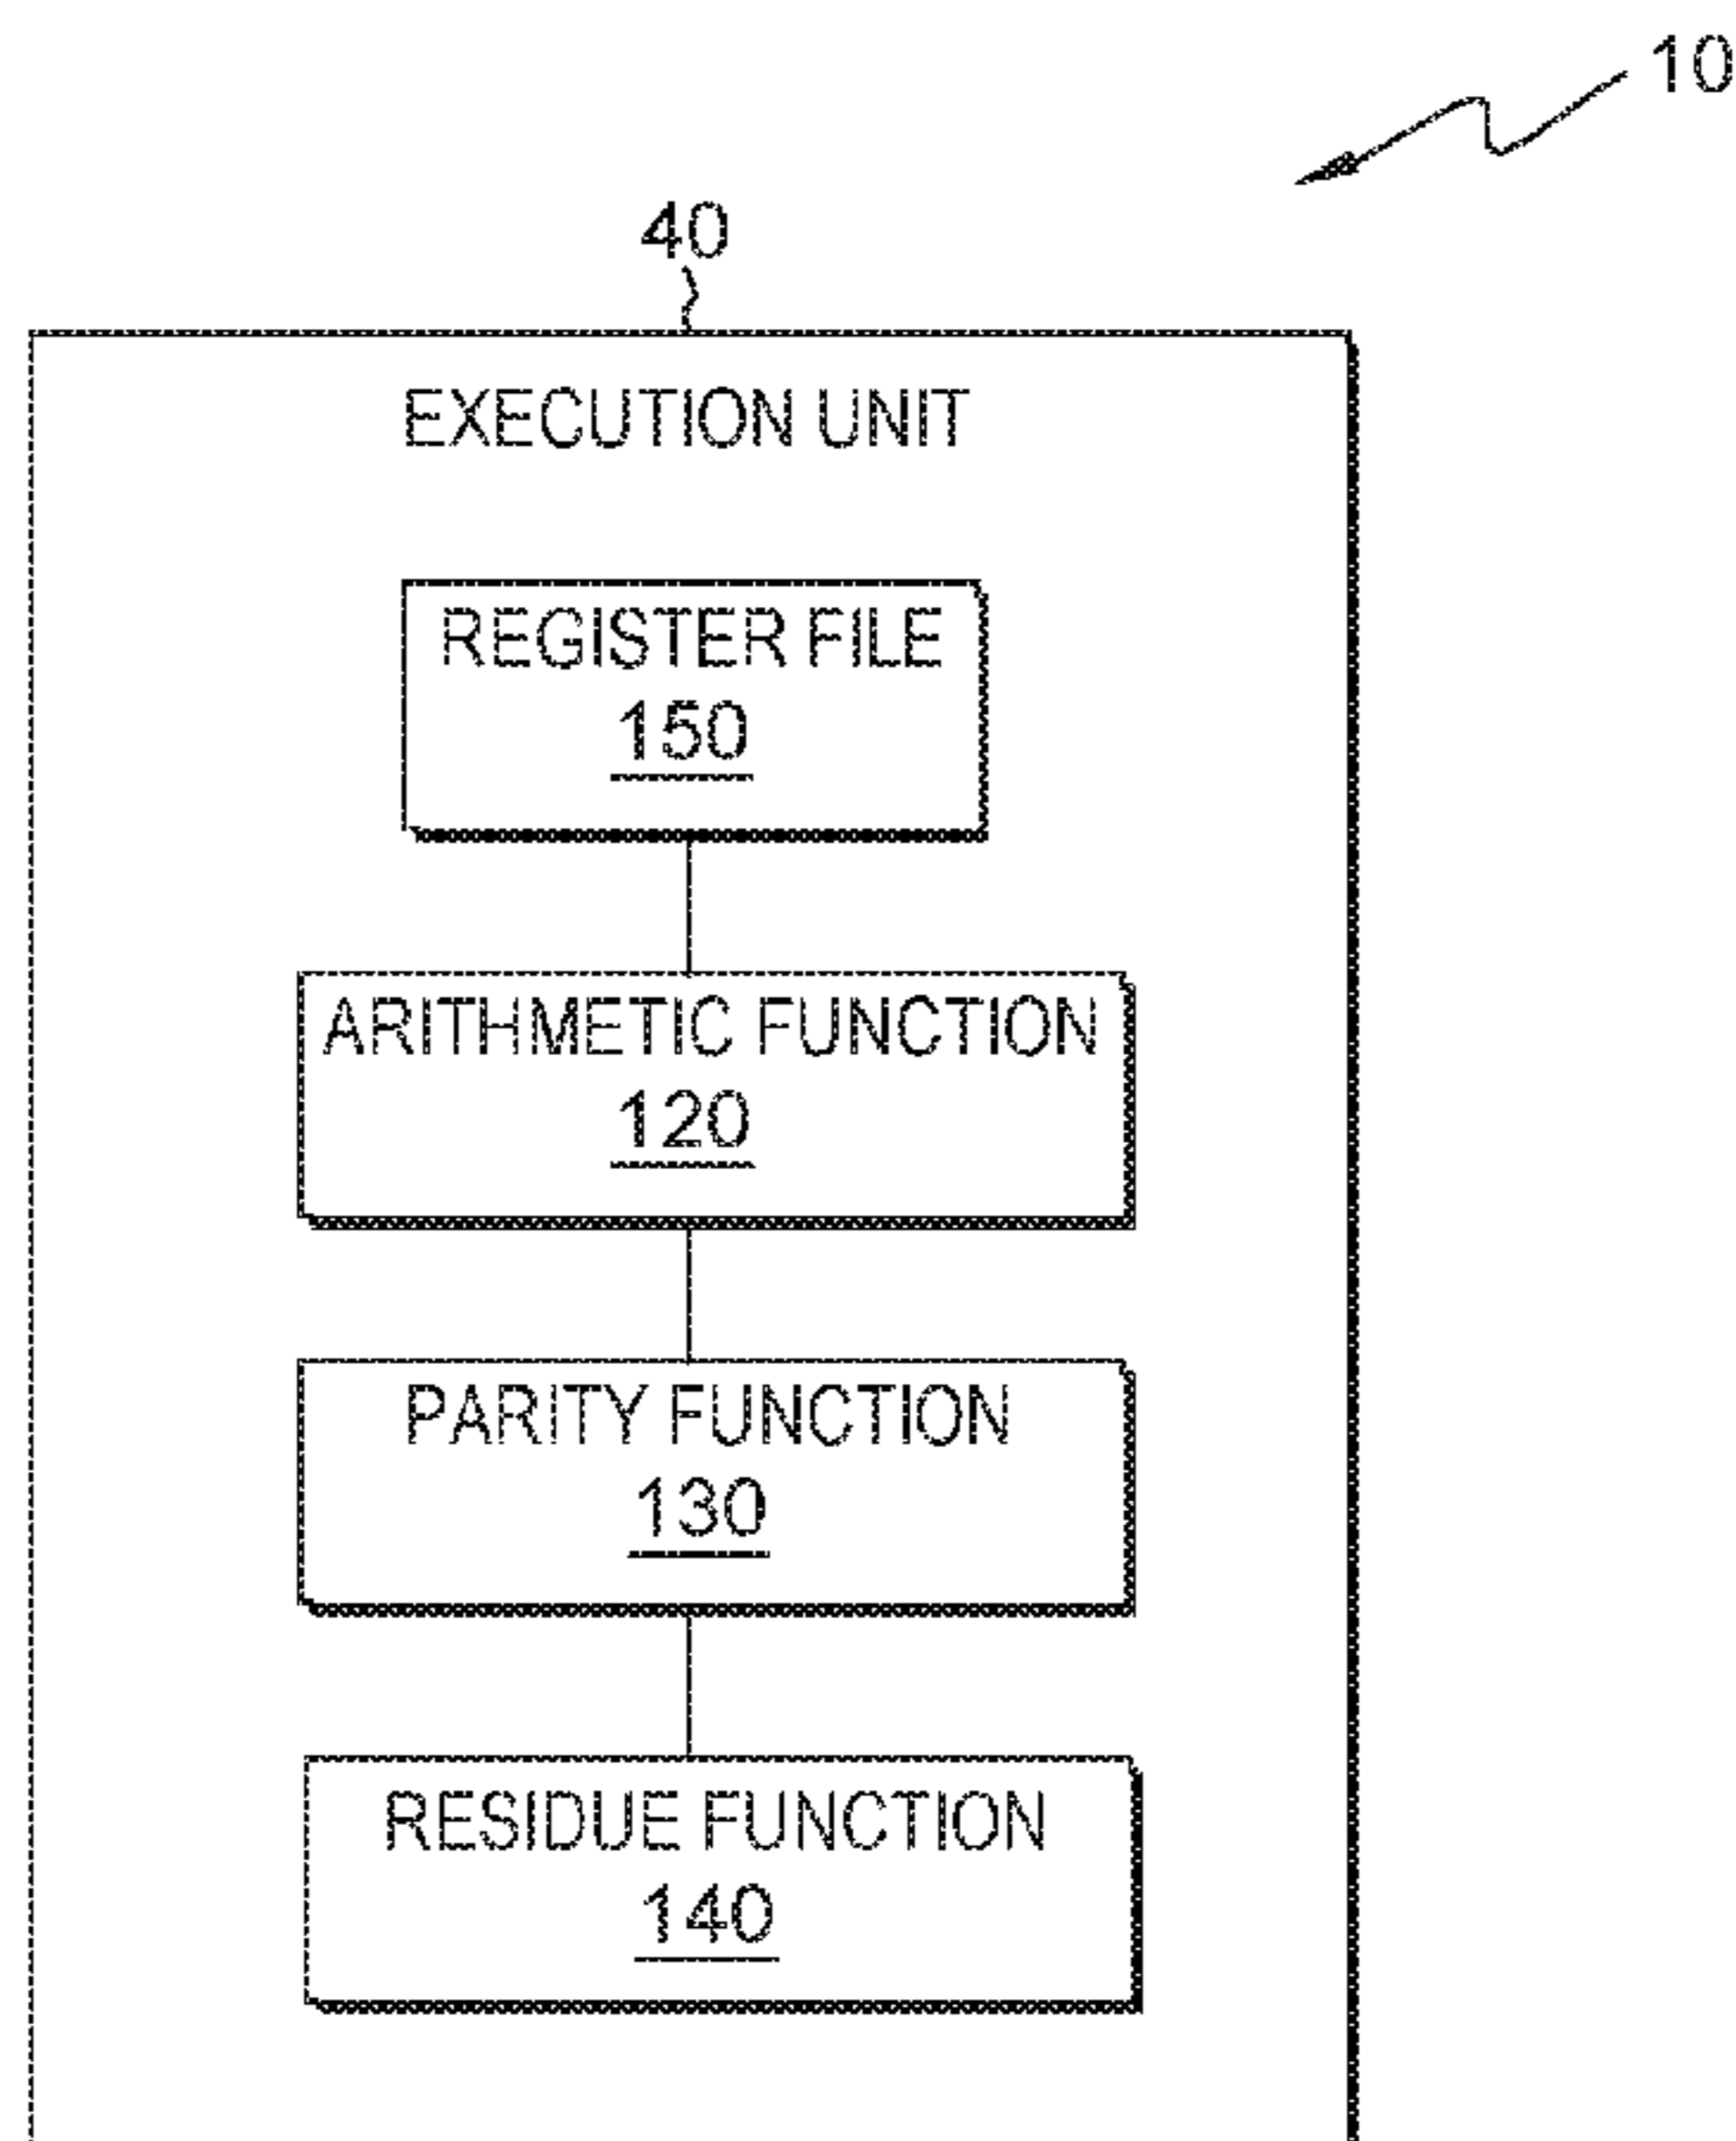 10
40
EXECUTION UNIT
REGISTER FILE
150
ARITHMETIC FUNCTION
120
PARITY FUNCTION
130
RESIDUE FUNCTION
140